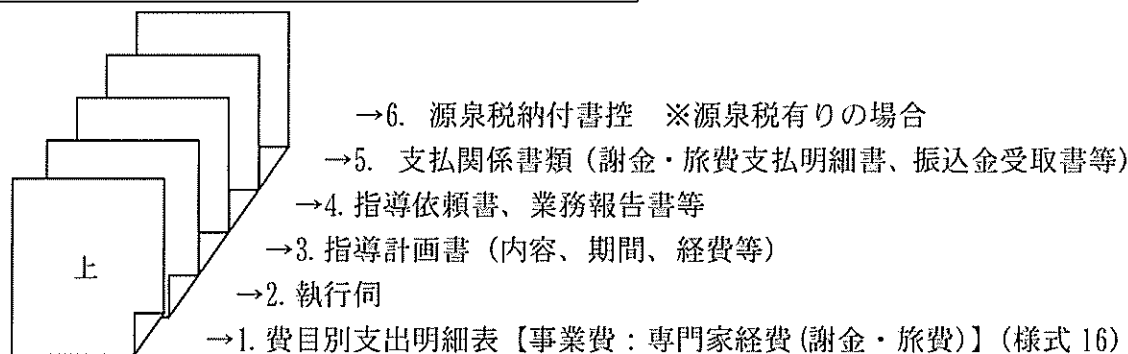 →6. 源泉税納付書控 ※源泉税有りの場合
→5. 支払関係書類(謝金・旅費支払明細書、振込金受取書等)
→4. 指導依頼書、業務報告書等
→3. 指導計画書(内容、期間、経費等)
上
→2. 執行伺
→1. 費目別支出明細表【事業費：専門家経費(謝金・旅費)】(様式 16)